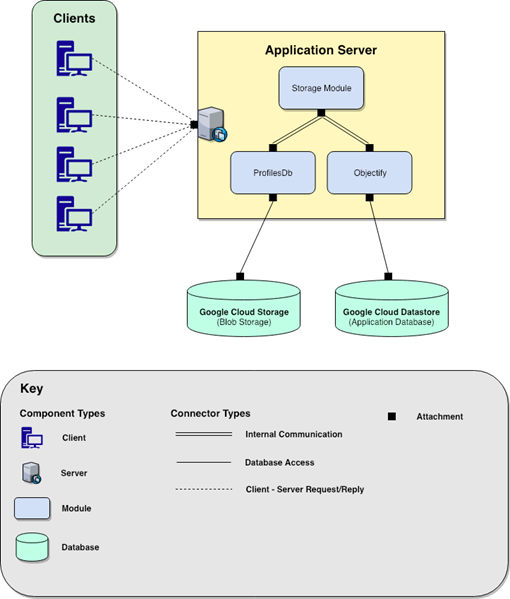 Clients
Application Server
Storage Module
ProfilesDb
Objectify
Google Cloud Storage
(Blob Storage)
Google Cloud Datastore
(Application Database)
Key
Component Types
Client
Server
Module
Database
Connector Types
Internal Communication
Database Access
Client - Server Request/Reply
Attachment